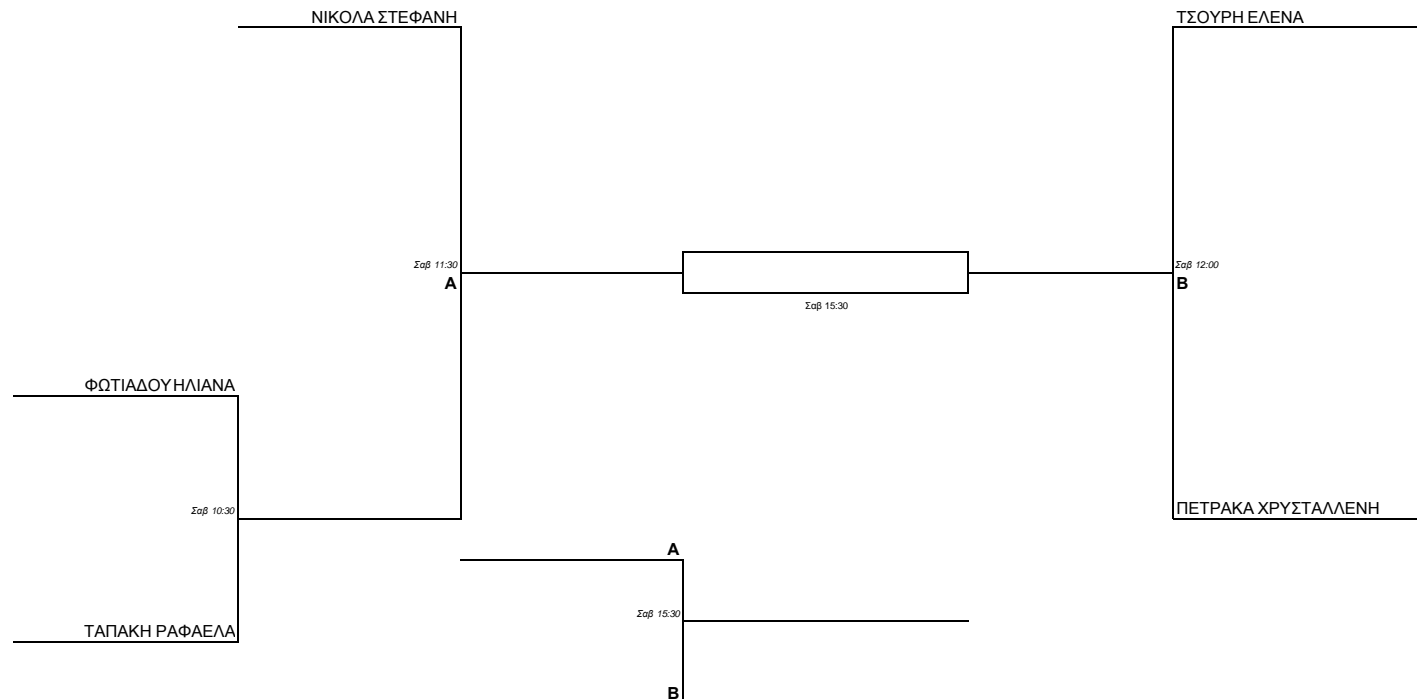 ΝΙΚΟΛΑ ΣΤΕΦΑΝΗ
ΤΣΟΥΡΗ ΕΛΕΝΑ
Σαβ 11:30
A
Σαβ 15:30
Σαβ 12:00
B
ΦΩΤΙΑΔΟΥ ΗΛΙΑΝΑ
Σαβ 10:30
ΠΕΤΡΑΚΑ ΧΡΥΣΤΑΛΛΕΝΗ
A
Σαβ 15:30
ΤΑΠΑΚΗ ΡΑΦΑΕΛΑ
B